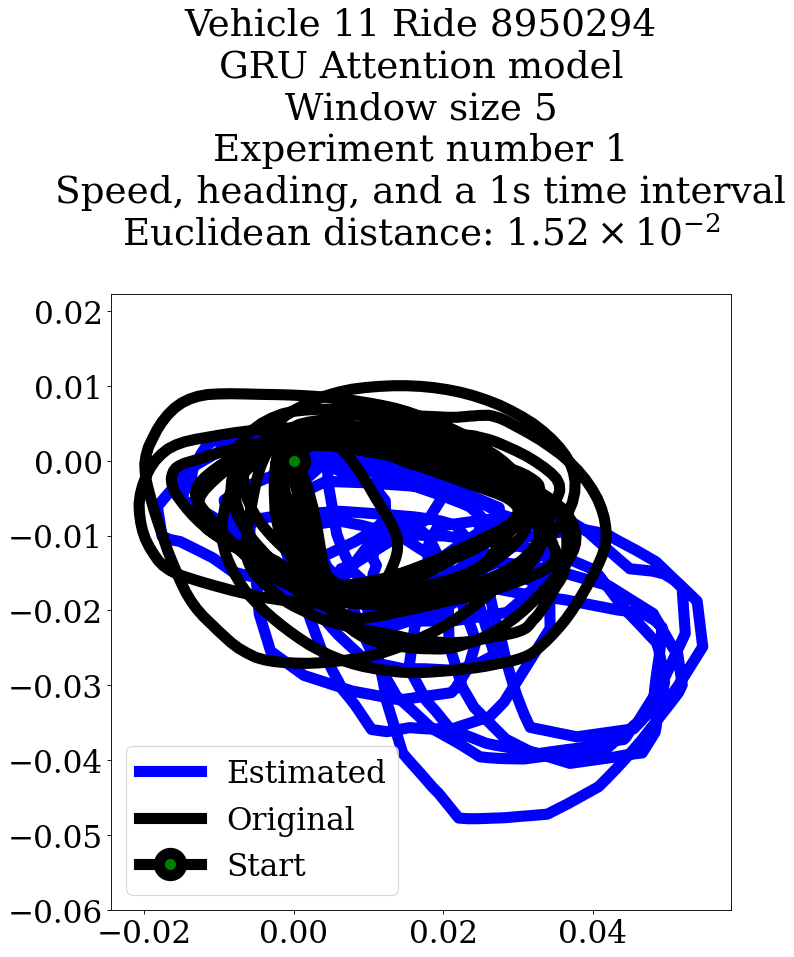 Vehicle 11 Ride 8950294
GRU Attention model
Window size 5
Experiment number 1
Speed, heading, and a 1s time interval
Euclidean distance: 1.52 × 10⁻²
0.02
0.01
0.00
−0.01
−0.02
−0.03
−0.04
−0.05
−0.06
Estimated
Original
Start
−0.02 0.00 0.02 0.04